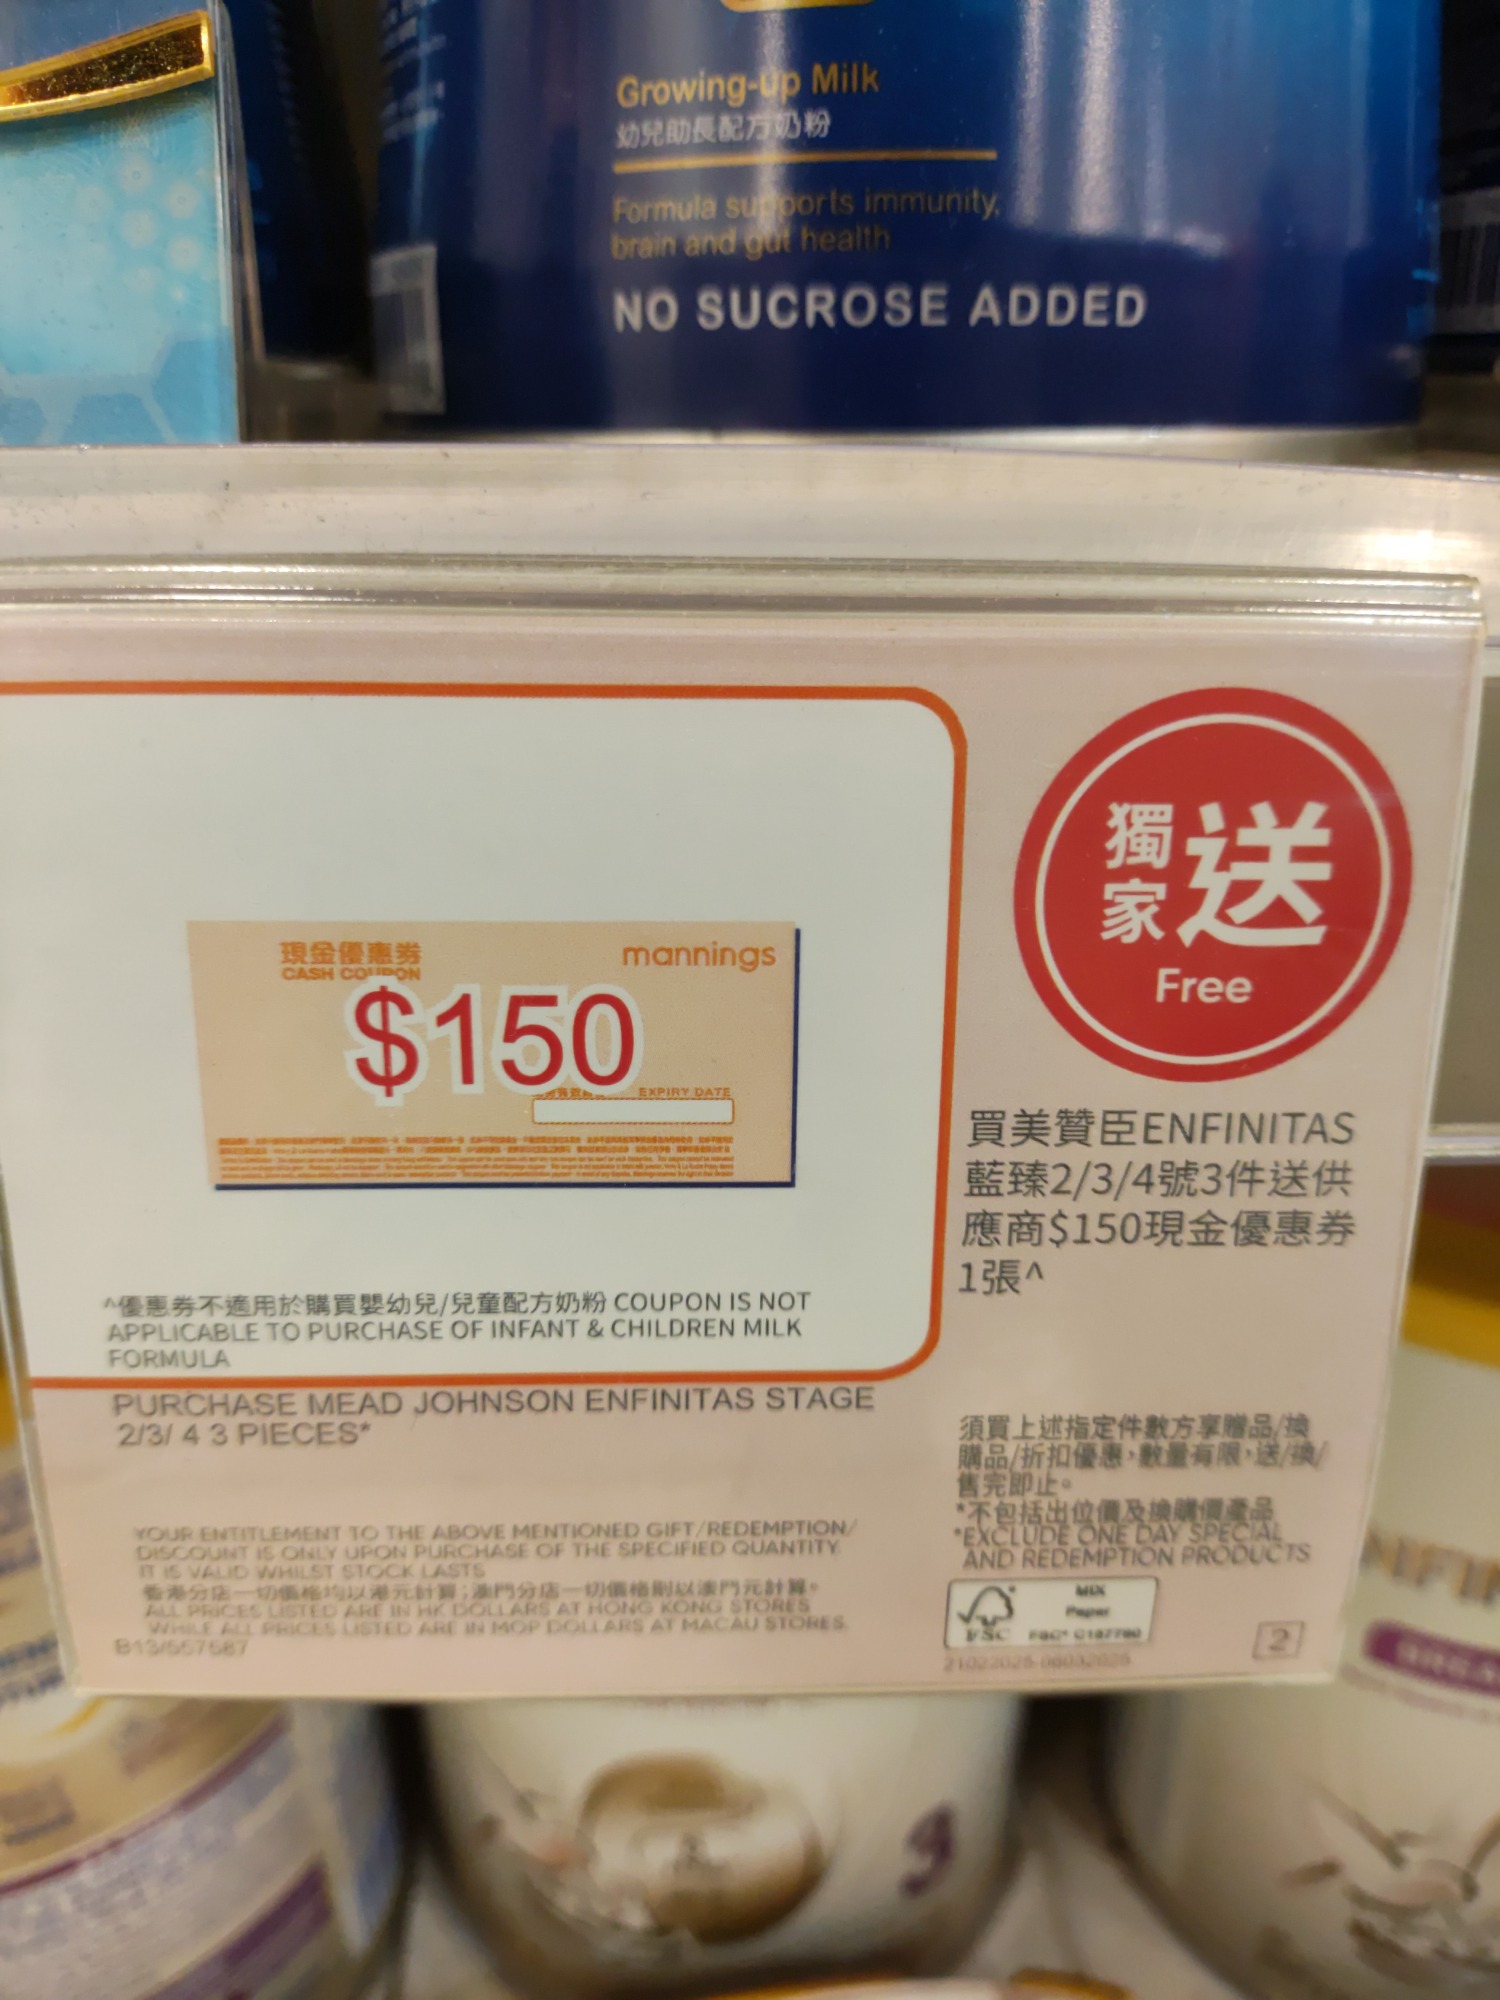 Growing-up Milk
幼兒助長配方奶粉
Formula supports immunity,
brain and gut health
NO SUCROSE ADDED
現金優惠券
CASH COUPON
mannings
$150
EXPIRY DATE
^優惠券不適用於購買嬰幼兒/兒童配方奶粉 COUPON IS NOT
APPLICABLE TO PURCHASE OF INFANT & CHILDREN MILK
FORMULA
PURCHASE MEAD JOHNSON ENFINITAS STAGE
2/3/ 4 3 PIECES*
獨家送
Free
買美贊臣ENFINITAS
藍臻2/3/4號3件送供
應商$150現金優惠券
1張^
須買上述指定件數方享贈品/換
購品/折扣優惠，數量有限，送/換/
售完即止。
*不包括出位價及換購價產品
*EXCLUDE ONE DAY SPECIAL
AND REDEMPTION PRODUCTS
YOUR ENTITLEMENT TO THE ABOVE MENTIONED GIFT/REDEMPTION/
DISCOUNT IS ONLY UPON PURCHASE OF THE SPECIFIED QUANTITY
IT IS VALID WHILST STOCK LASTS
香港分店一切價格均以港元計算；澳門分店一切價格則以澳門元計算。
ALL PRICES LISTED ARE IN HK DOLLARS AT HONG KONG STORES
WHILE ALL PRICES LISTED ARE IN MOP DOLLARS AT MACAU STORES.
B13/557687
FSC
MIX
Paper
2
3